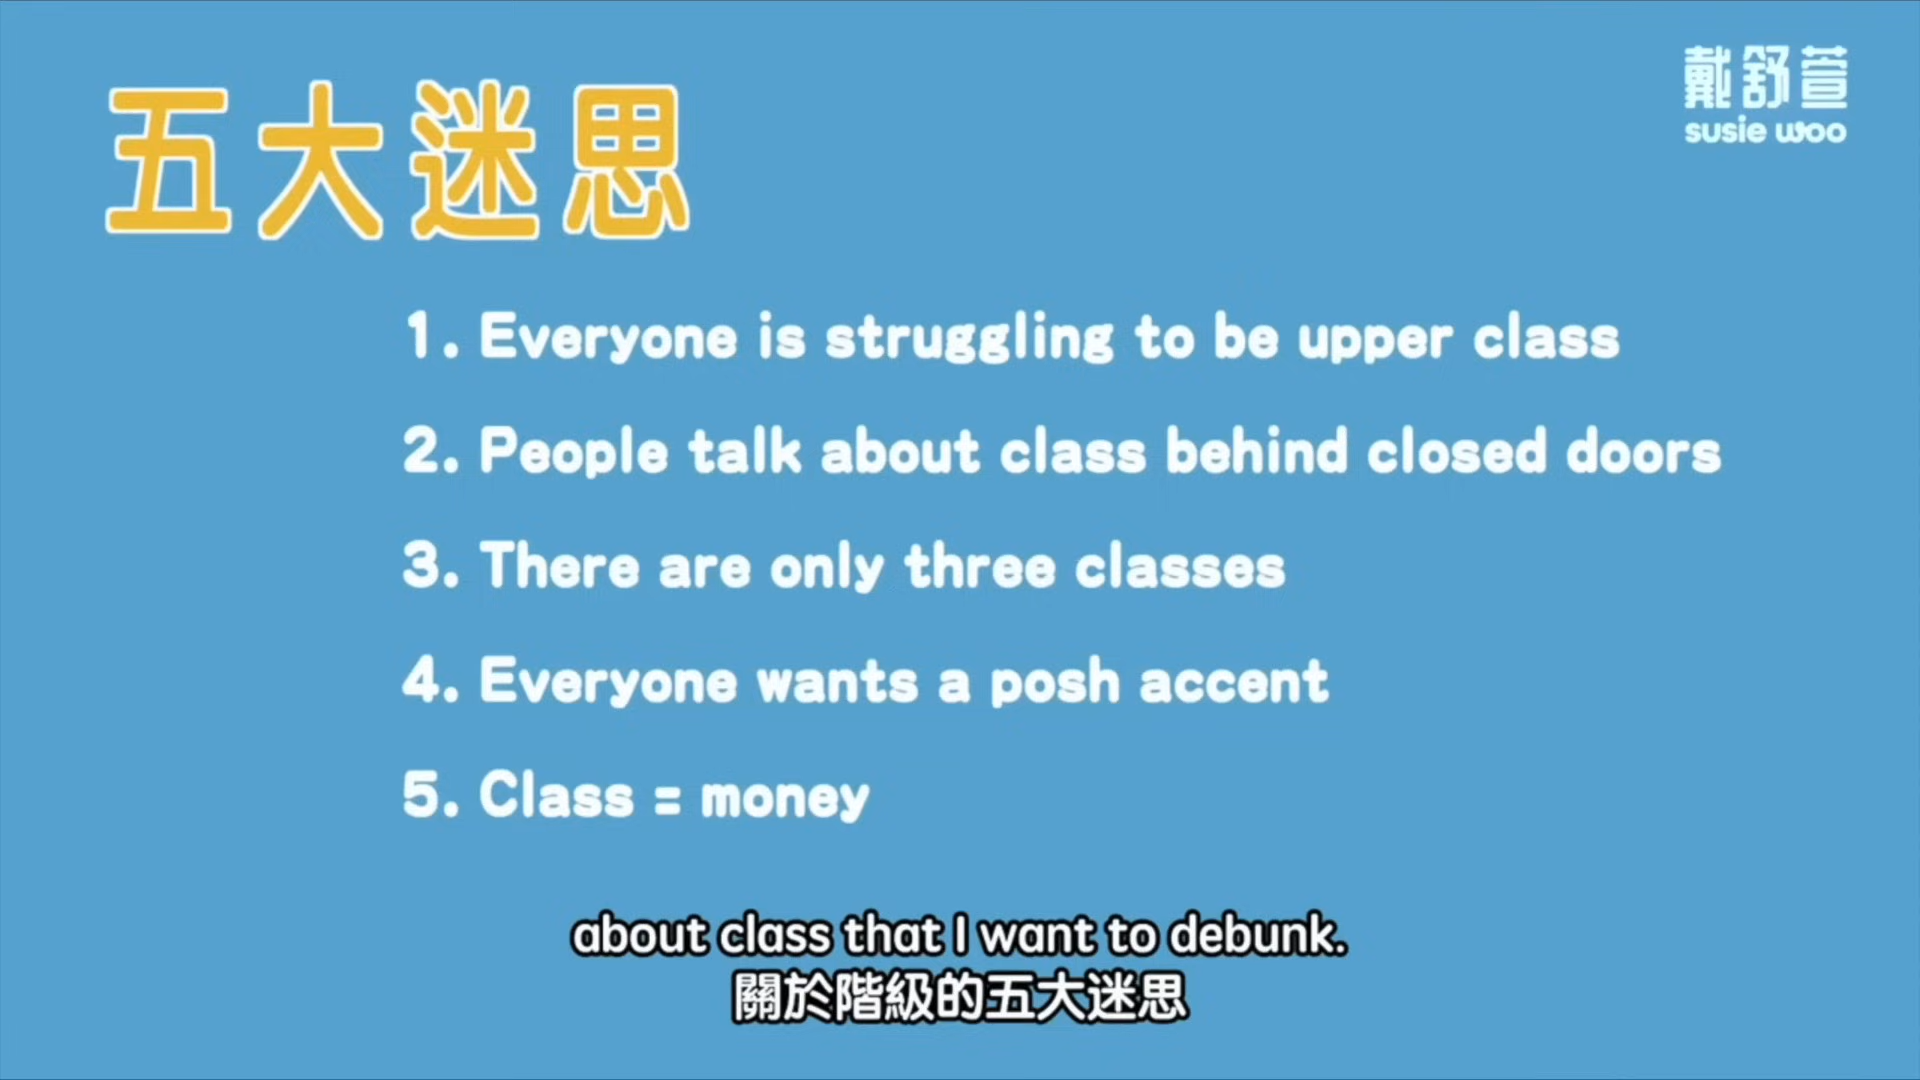 戴舒萱
susie woo
五大迷思
1. Everyone is struggling to be upper class
2. People talk about class behind closed doors
3. There are only three classes
4. Everyone wants a posh accent
5. Class = money
about class that I want to debunk.
關於階級的五大迷思